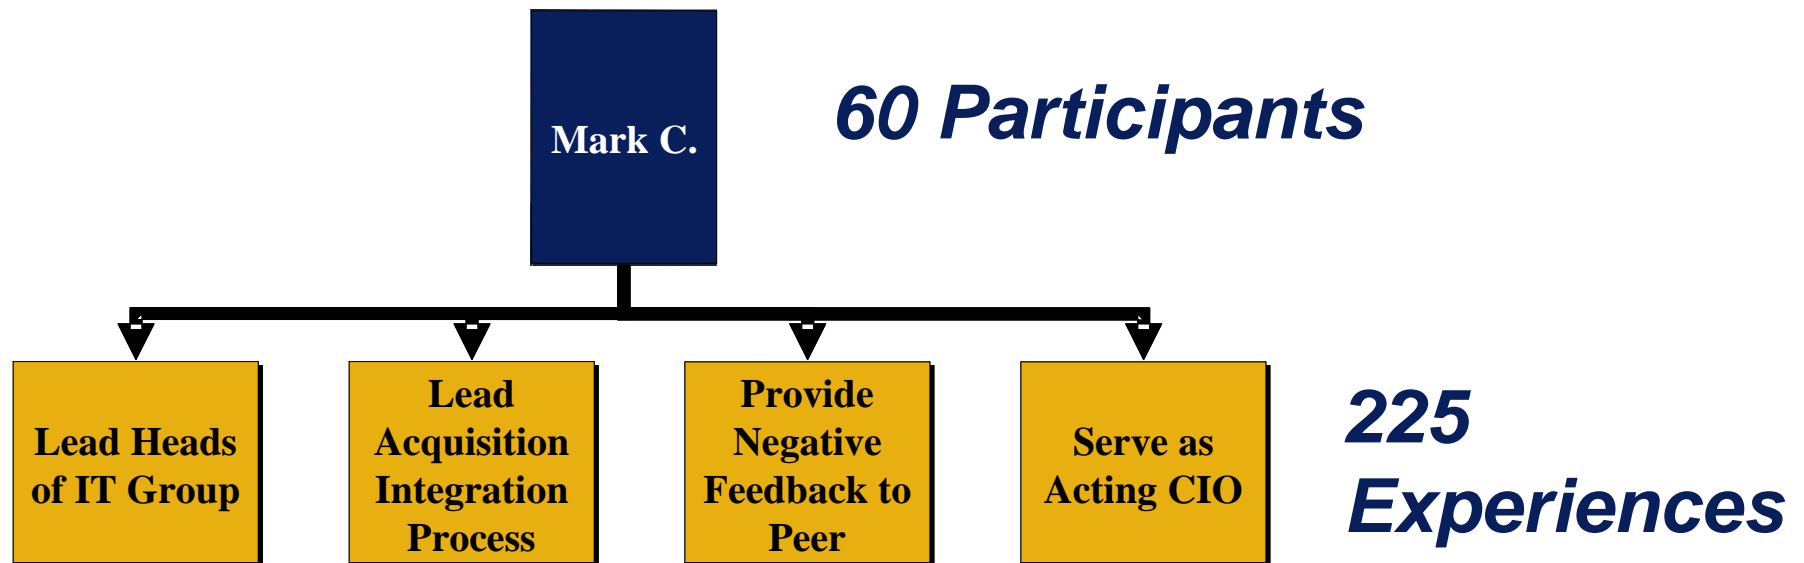 Mark C.
60 Participants
Lead Heads
of IT Group
Lead
Acquisition
Integration
Process
Provide
Negative
Feedback to
Peer
Serve as
Acting CIO
225
Experiences